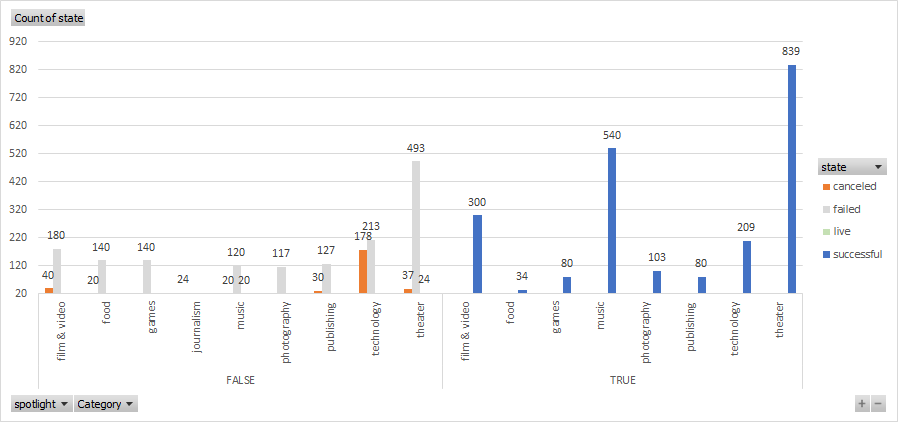 Count of state
920
820
720
620
520
420
320
220
120
20
40
180
20
140
140
24
20
120
20
117
30
127
178
213
37
493
24
300
34
80
540
103
80
209
839
film & video
food
games
journalism
music
photography
publishing
technology
theater
film & video
food
games
music
photography
publishing
technology
theater
FALSE
TRUE
state
canceled
failed
live
successful
spotlight
Category
+ −